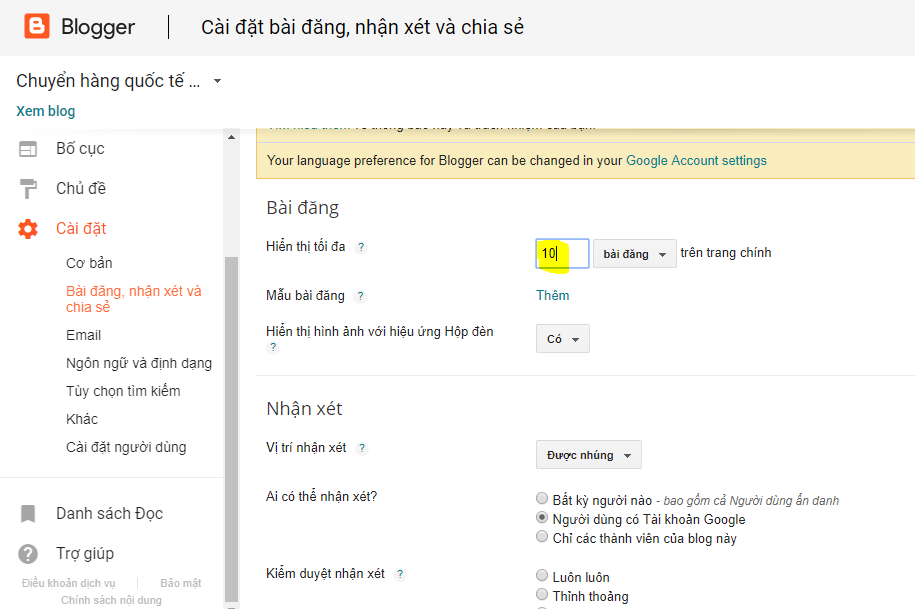 Blogger
Cài đặt bài đăng, nhận xét và chia sẻ
Chuyển hàng quốc tế ...
Xem blog
Bố cục
Chủ đề
Cài đặt
Cơ bản
Bài đăng, nhận xét và
chia sẻ
Email
Ngôn ngữ và định dạng
Tùy chọn tìm kiếm
Khác
Cài đặt người dùng
Danh sách Đọc
Trợ giúp
Điều khoản dịch vụ
Bảo mật
Chính sách nội dung
Your language preference for Blogger can be changed in your Google Account settings
Bài đăng
Hiển thị tối đa ? 10 bài đăng trên trang chính
Mẫu bài đăng ? Thêm
Hiển thị hình ảnh với hiệu ứng Hộp đèn
? Có
Nhận xét
Vị trí nhận xét ? Được nhúng
Ai có thể nhận xét? Bất kỳ người nào - bao gồm cả Người dùng ẩn danh
Người dùng có Tài khoản Google
Chỉ các thành viên của blog này
Kiểm duyệt nhận xét ? Luôn luôn
Thỉnh thoảng